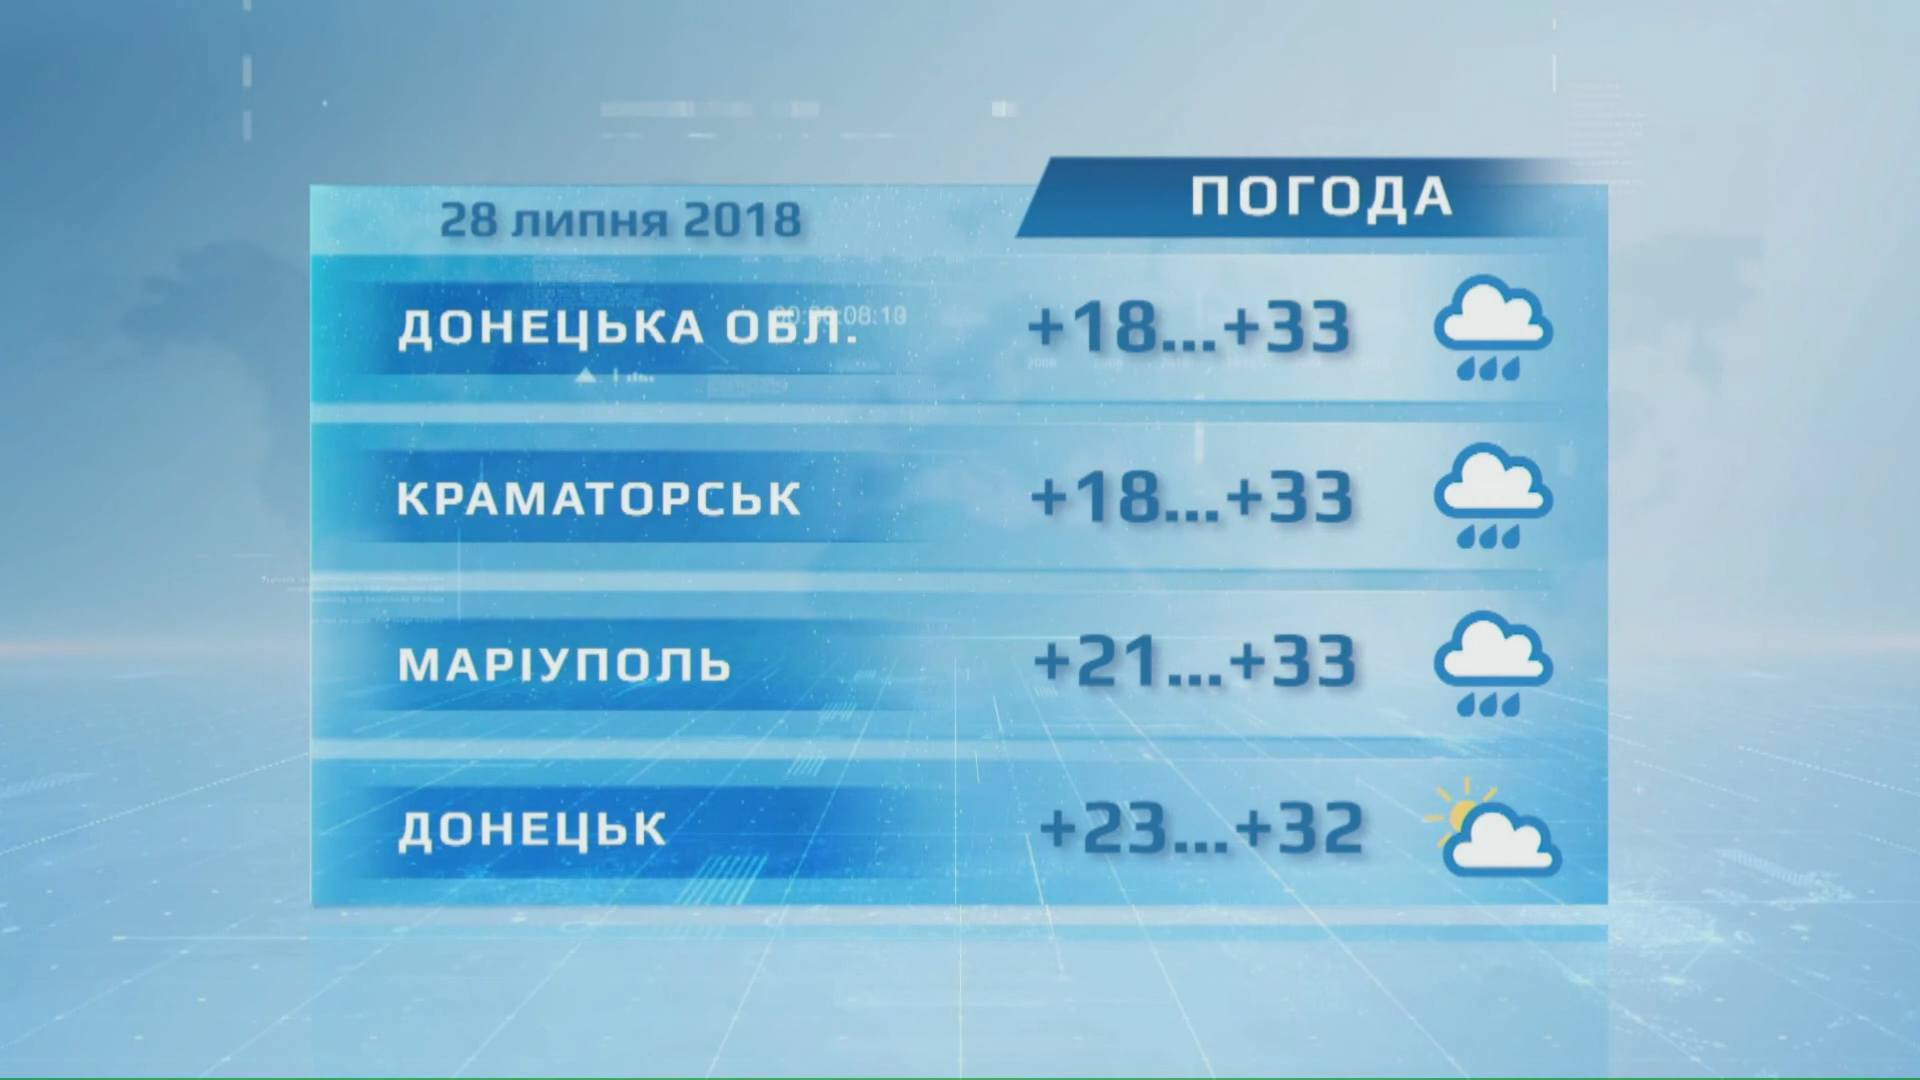 ПОГОДА
28 липня 2018
ДОНЕЦЬКА ОБЛ. +18...+33
КРАМАТОРСЬК +18...+33
МАРІУПОЛЬ +21...+33
ДОНЕЦЬК +23...+32